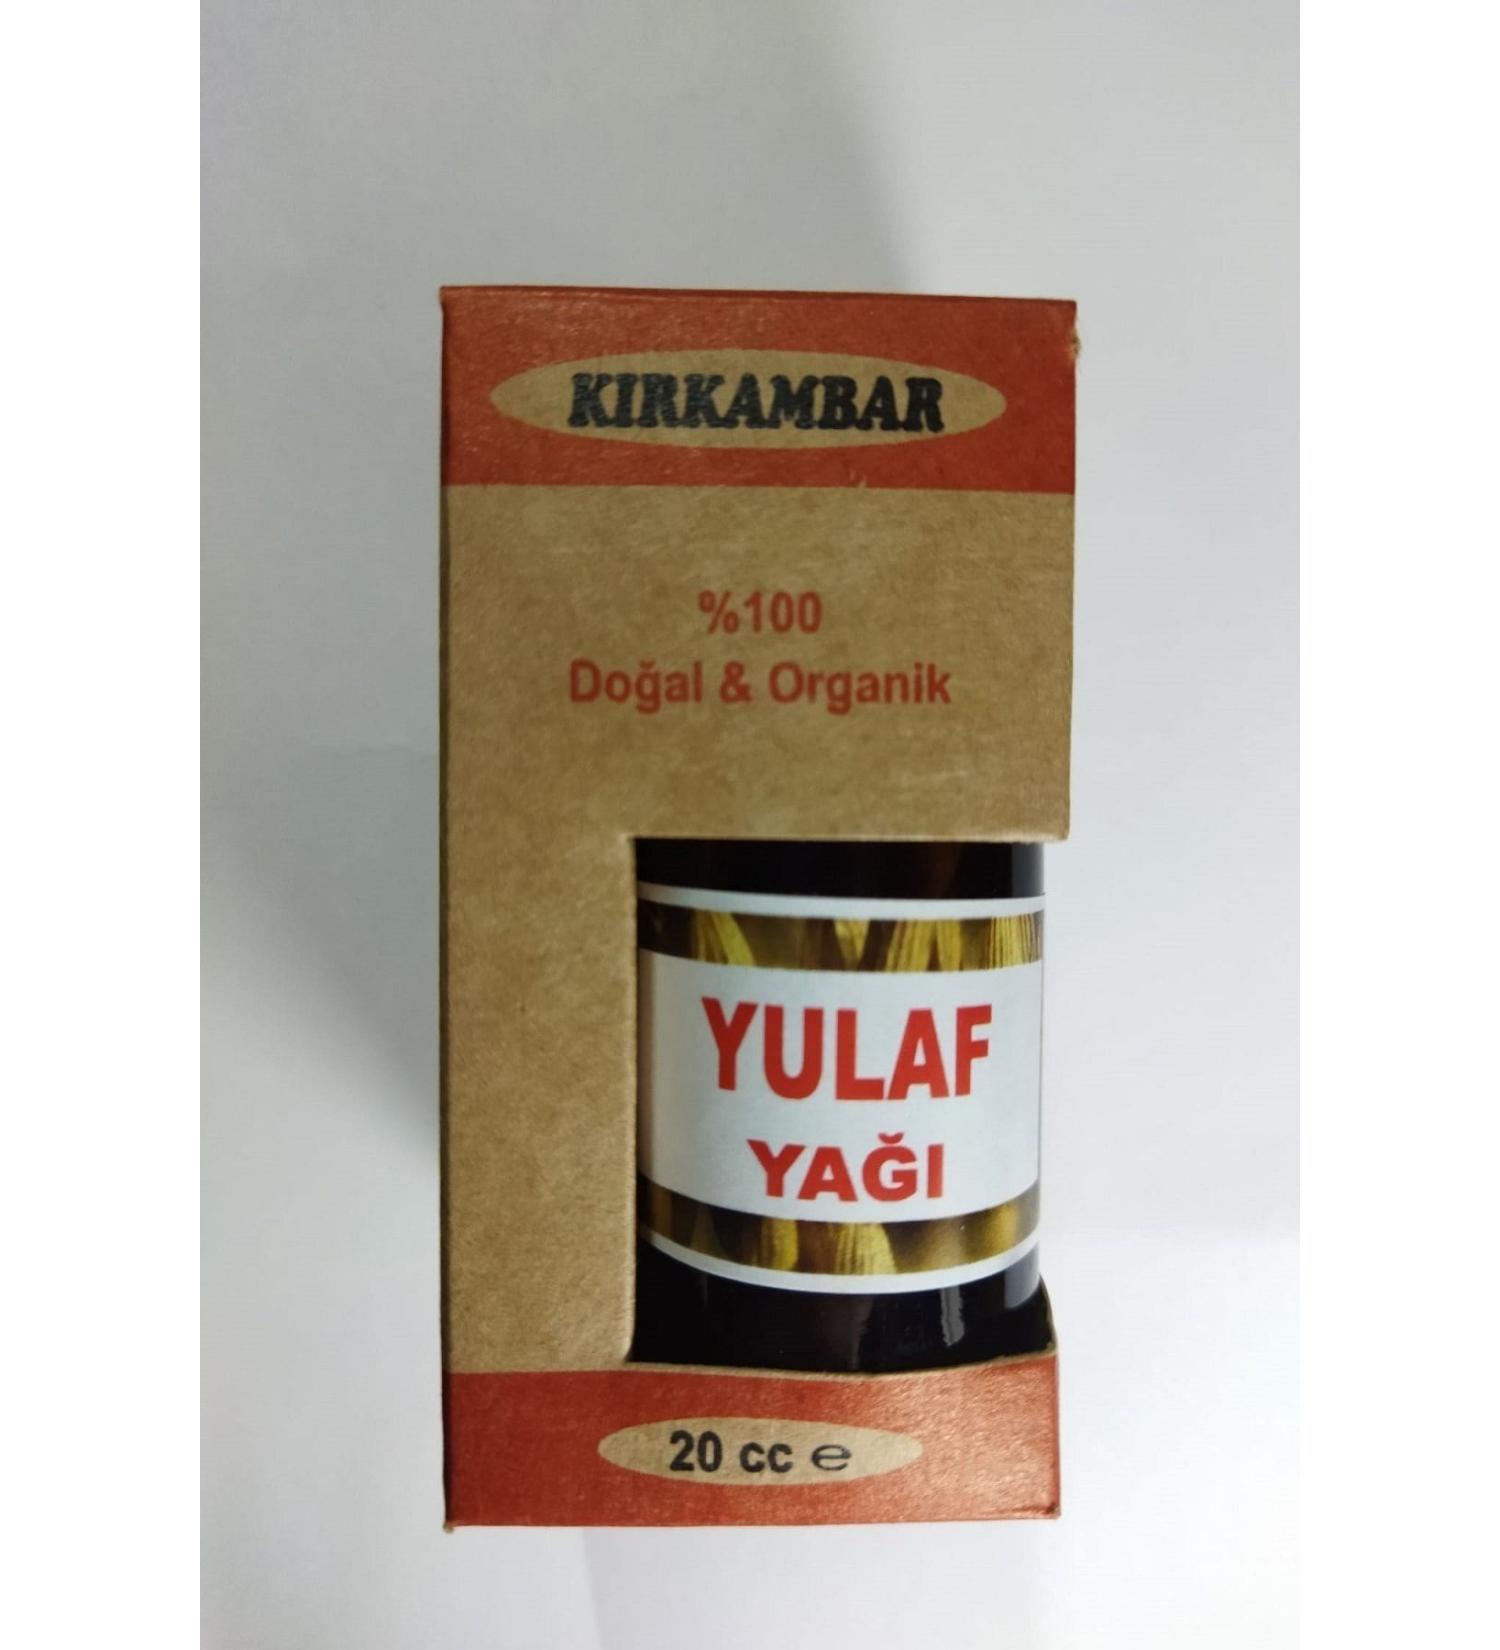 KIRKAMBAR
%100
Doğal & Organik
YULAF
YAĞI
20 cc ℮